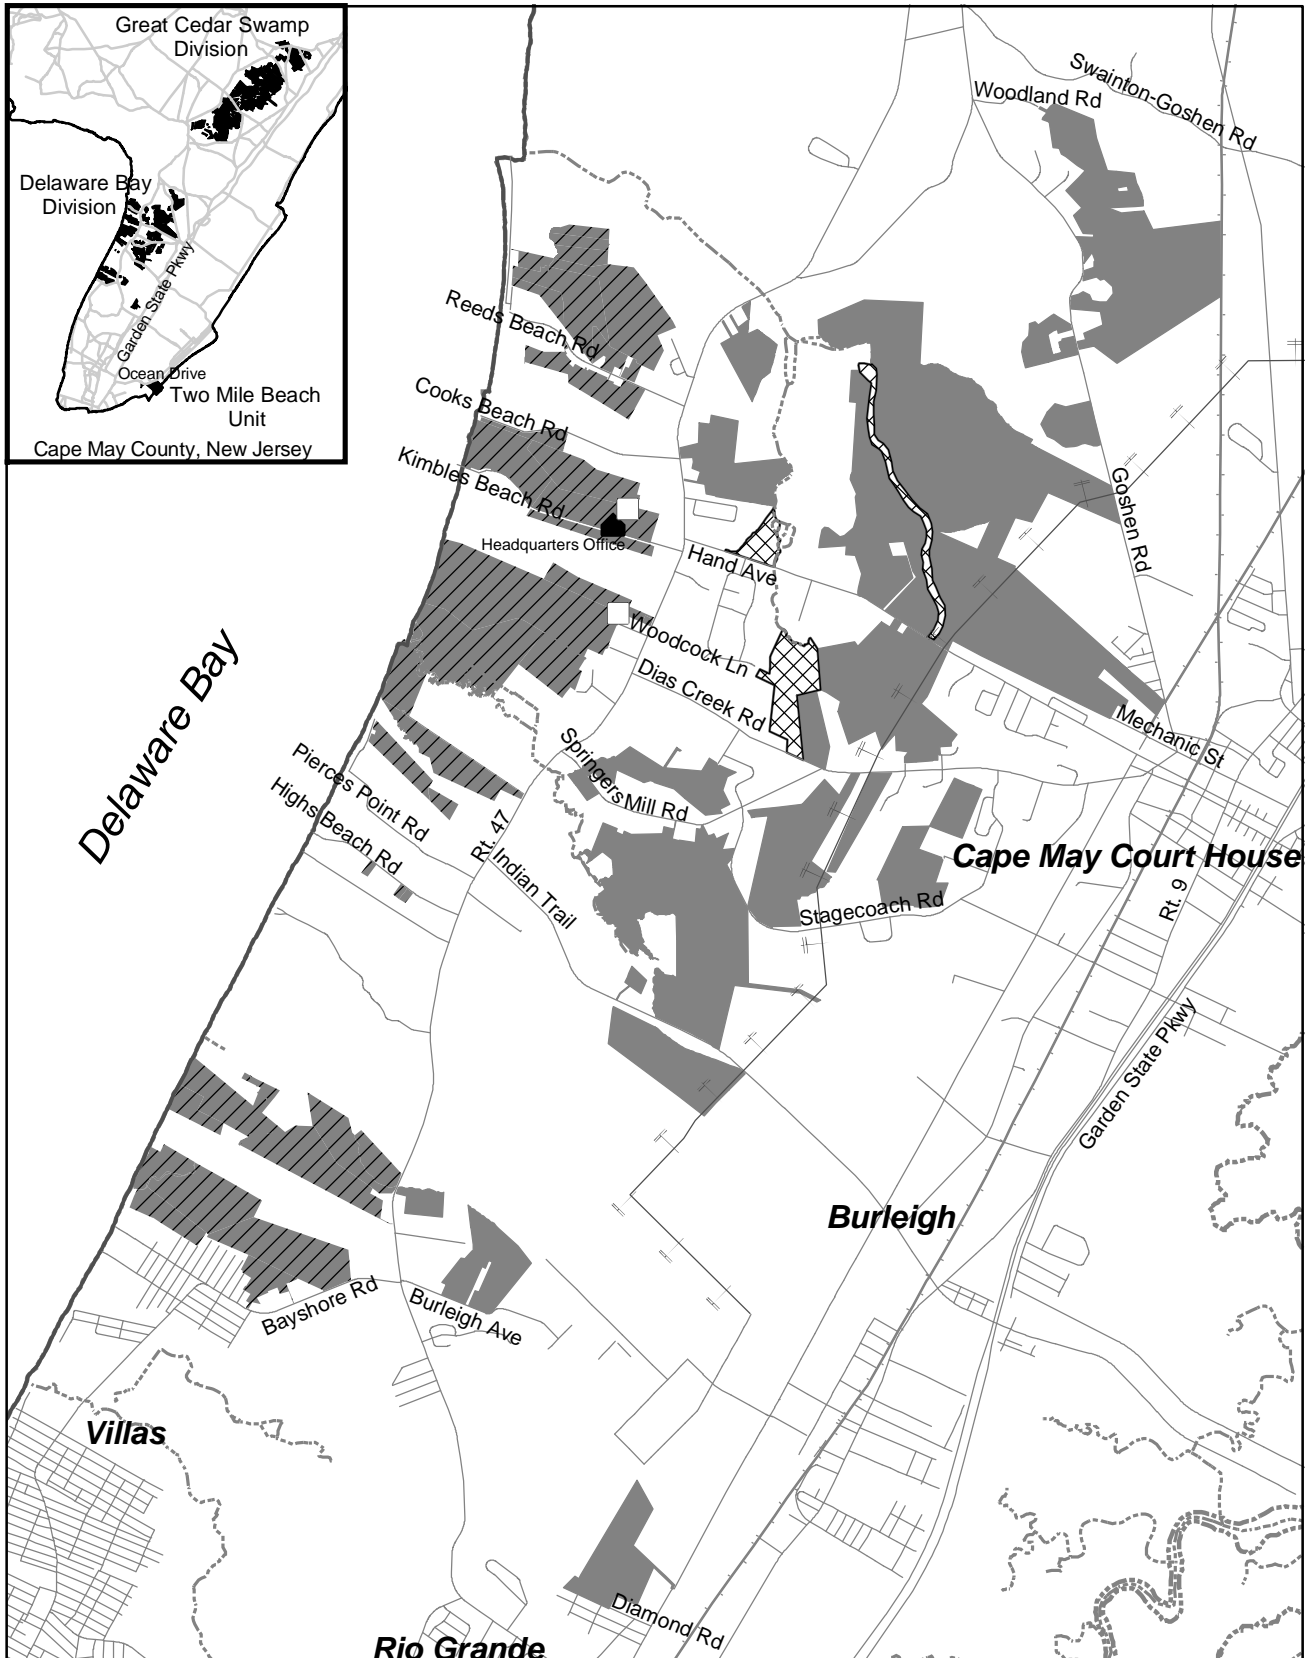 Great Cedar Swamp
Division
Delaware Bay
Division
Garden State Pkwy
Ocean Drive
Two Mile Beach
Unit
Cape May County, New Jersey
Swainton-Goshen Rd
Woodland Rd
Reeds Beach Rd
Cooks Beach Rd
Kimbles Beach Rd
Headquarters Office
Hand Ave
Goshen Rd
Woodcock Ln
Dias Creek Rd
Delaware Bay
Mechanic St
Springers Mill Rd
Pierces Point Rd
Highs Beach Rd
Rt. 47
Indian Trail
Cape May Court House
Stagecoach Rd
Rt. 9
Garden State Pkwy
Burleigh
Bayshore Rd
Burleigh Ave
Villas
Diamond Rd
Rio Grande